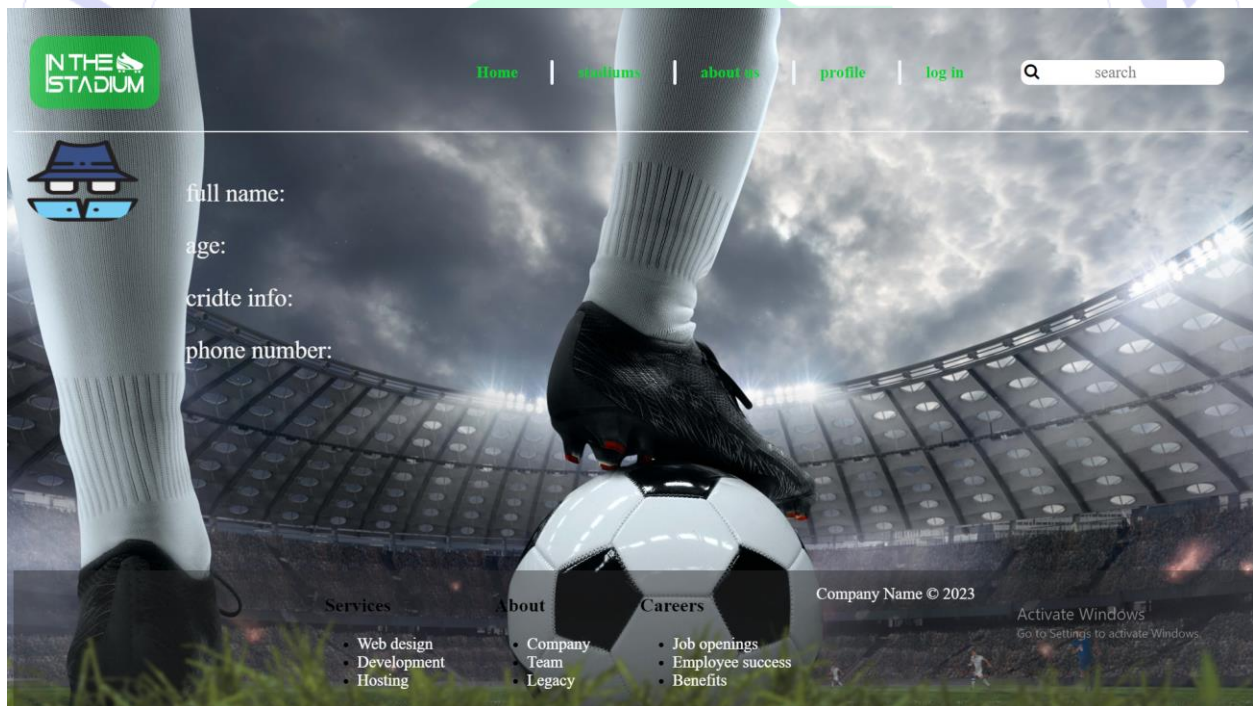 IN THE
STADIUM
Home stadiums about us profile log in search
full name:
age:
cridte info:
phone number:
Services About Careers Company Name © 2023
Web design Company Job openings
Development Team Employee success
Hosting Legacy Benefits
Activate Windows
Go to Settings to activate Windows.